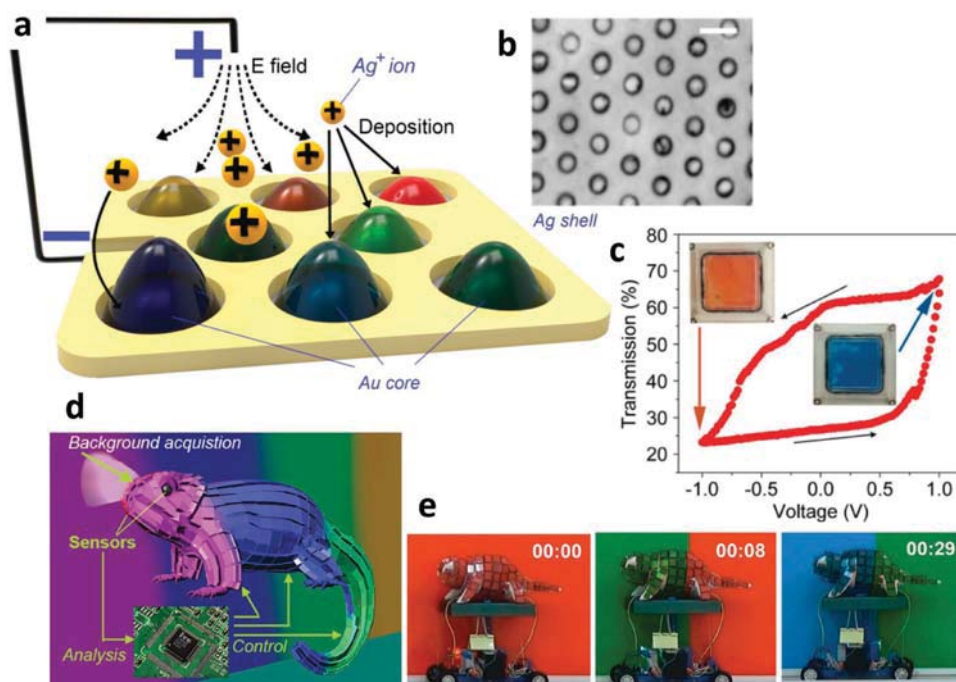 a
+
E field
Ag+ ion
Deposition
−
Au core
b
Ag shell
c
Transmission (%)
80
70
60
50
40
30
20
-1.0 -0.5 0.0 0.5 1.0
Voltage (V)
d
Background acquistion
Sensors
Analysis
Control
e
00:00
00:08
00:29